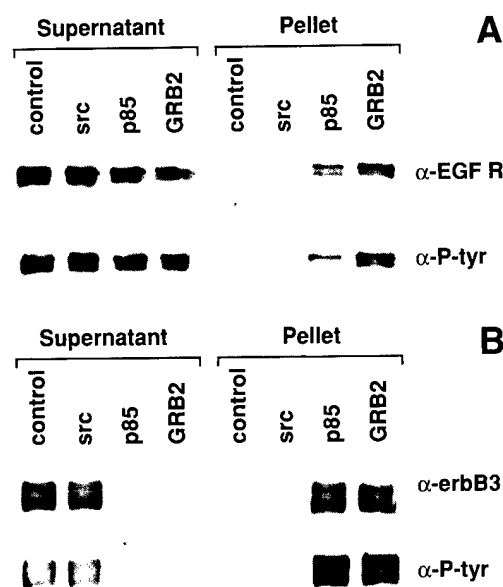 Supernatant Pellet A
control src p85 GRB2 control src p85 GRB2
α-EGF R
α-P-tyr
Supernatant Pellet B
control src p85 GRB2 control src p85 GRB2
α-erbB3
α-P-tyr